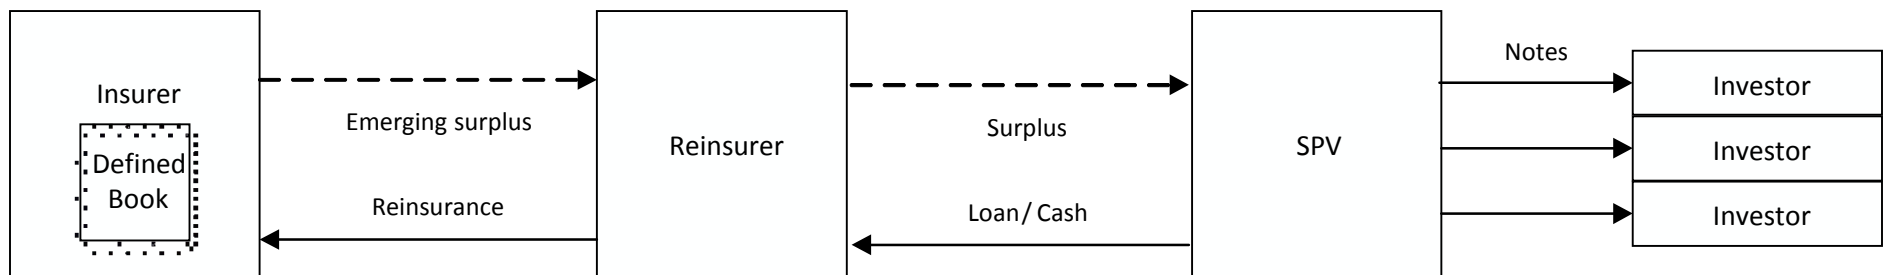 Insurer
Defined
Book
Emerging surplus
Reinsurance
Reinsurer
Surplus
Loan / Cash
SPV
Notes
Investor
Investor
Investor